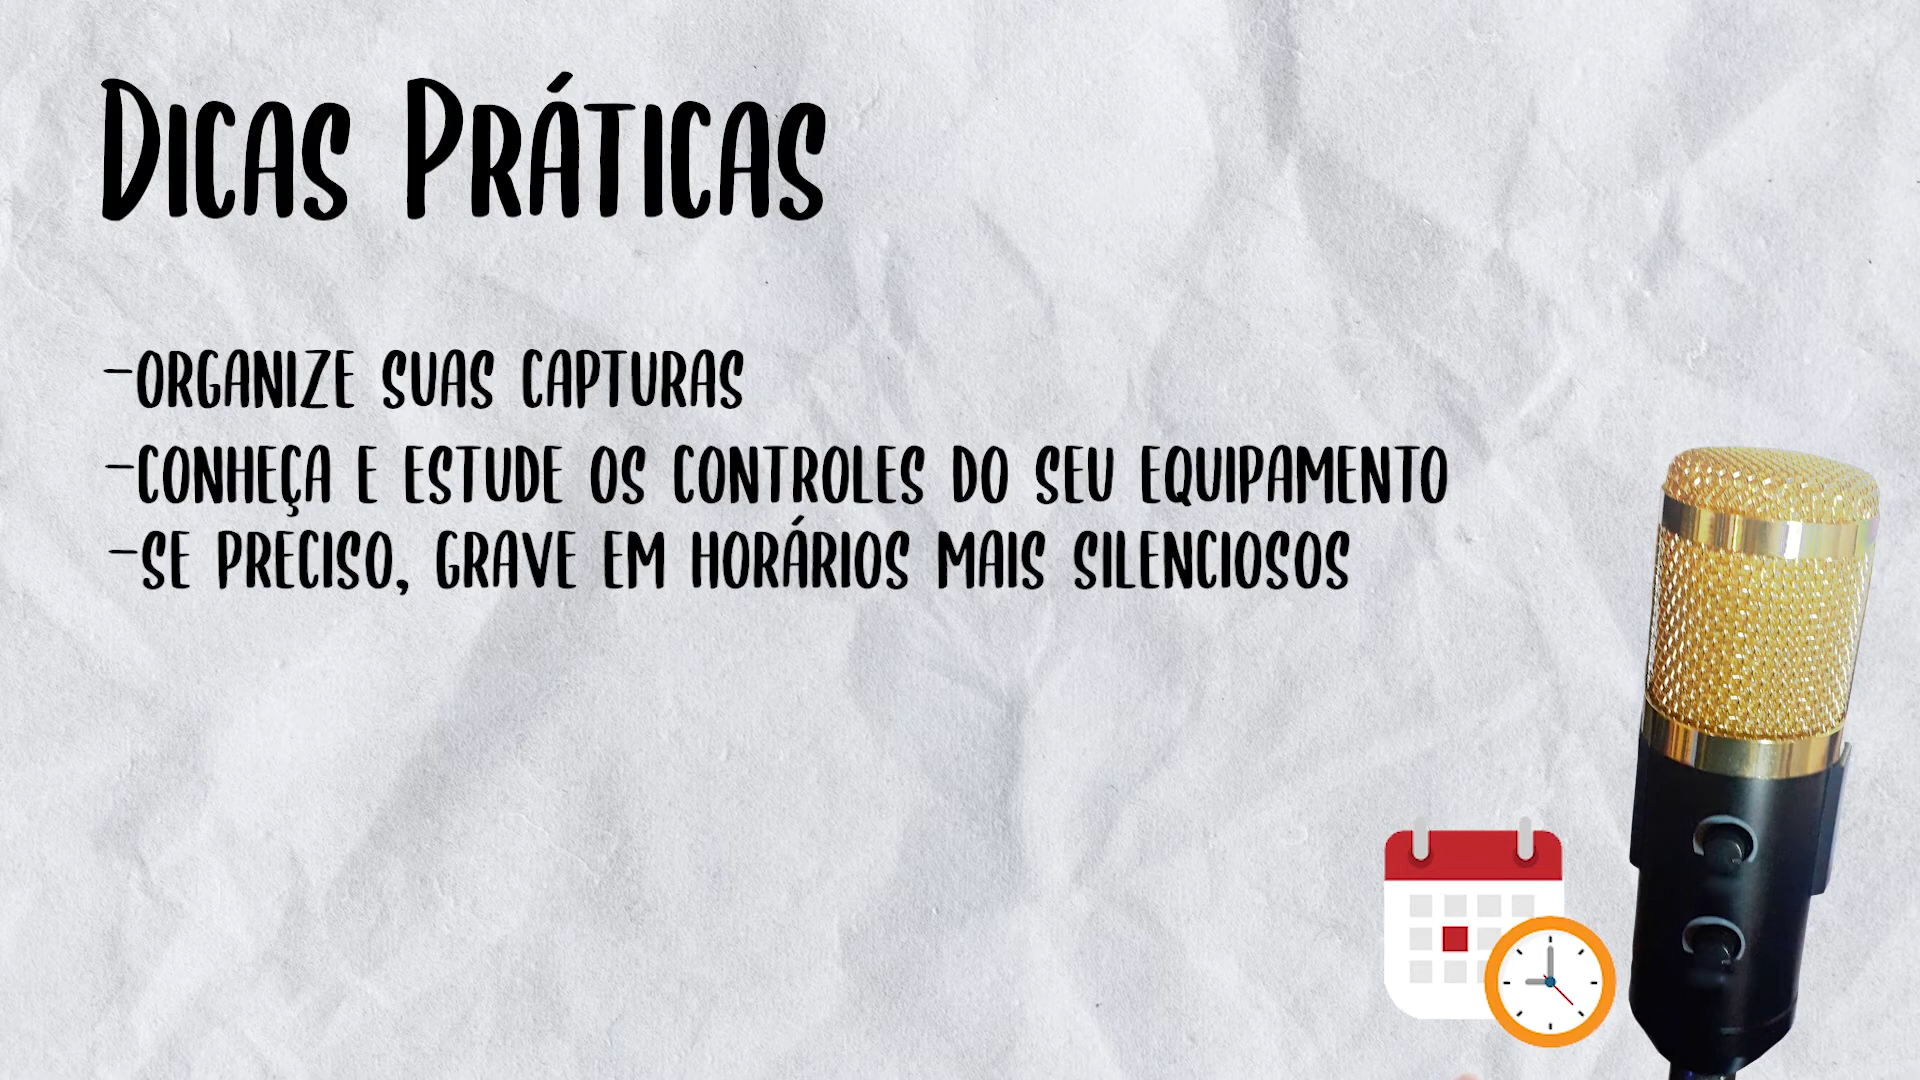 Dicas Práticas
-Organize suas capturas
-Conheça e estude os controles do seu equipamento
-Se preciso, grave em horários mais silenciosos